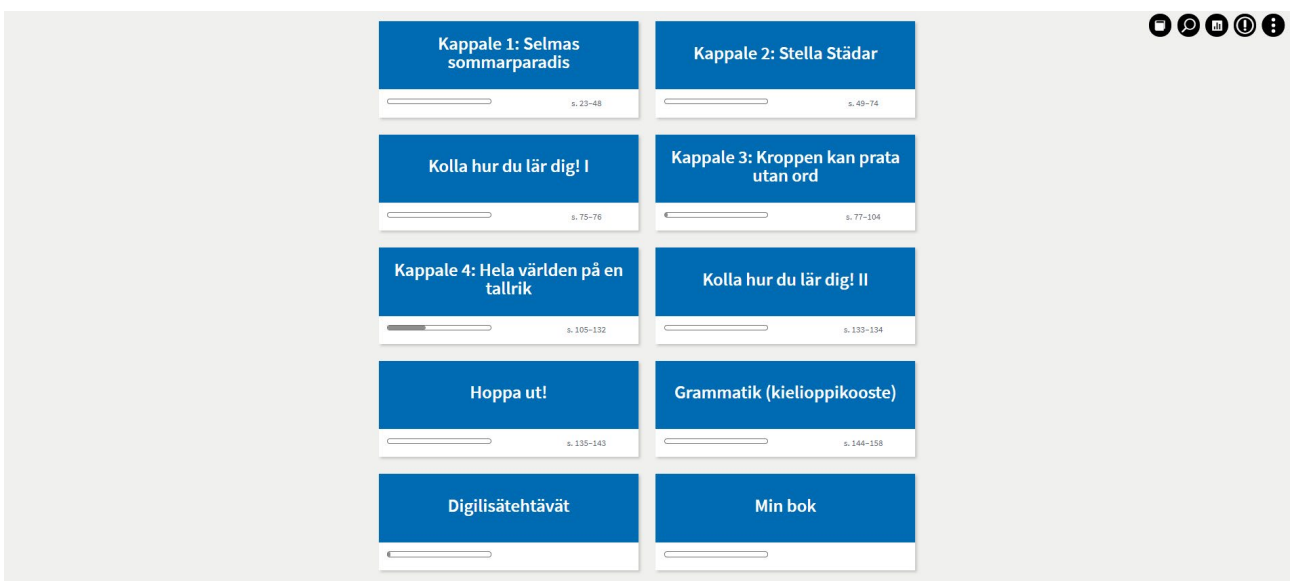 Kappale 1: Selmas
sommarparadis
s. 23–48
Kappale 2: Stella Städar
s. 49–74
Kolla hur du lär dig! I
s. 75–76
Kappale 3: Kroppen kan prata
utan ord
s. 77–104
Kappale 4: Hela världen på en
tallrik
s. 105–132
Kolla hur du lär dig! II
s. 133–134
Hoppa ut!
s. 135–143
Grammatik (kielioppikooste)
s. 144–158
Digilisätehtävät
Min bok